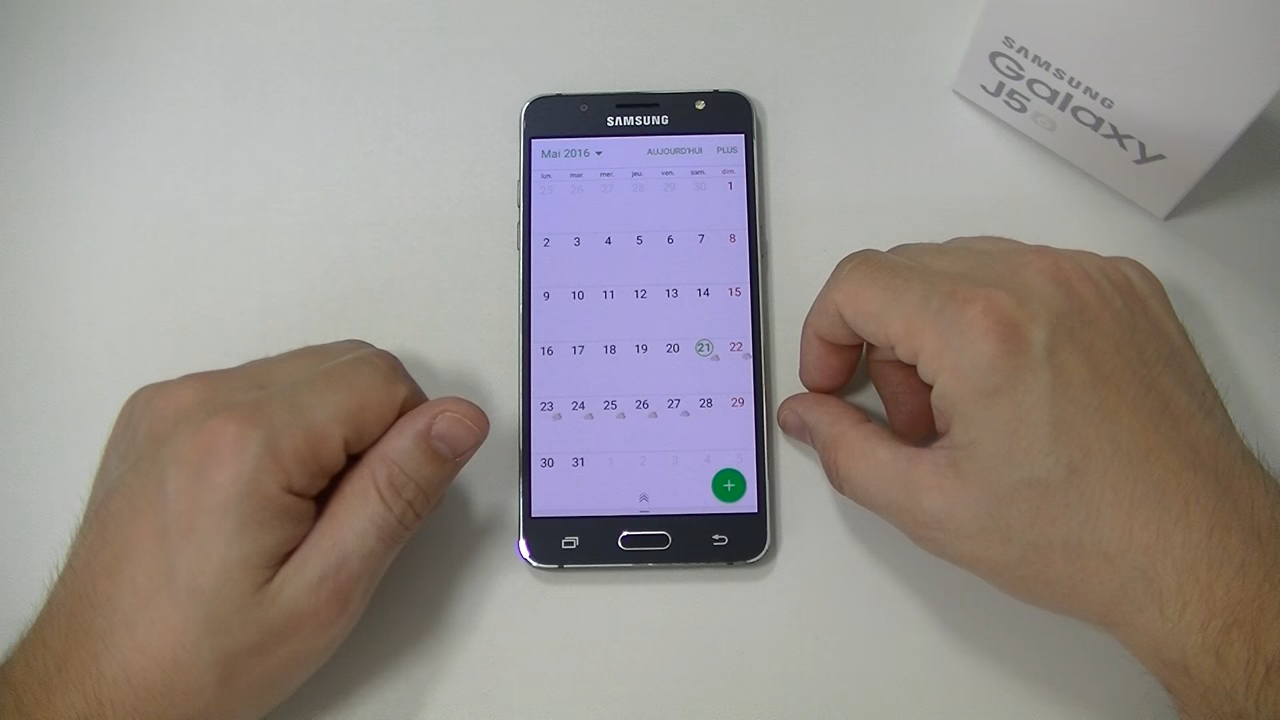 SAMSUNG
Mai 2016 AUJOURD'HUI PLUS
lun. mar. mer. jeu. ven. sam. dim.
25 26 27 28 29 30 1
2 3 4 5 6 7 8
9 10 11 12 13 14 15
16 17 18 19 20 21 22
23 24 25 26 27 28 29
30 31 1 2 3 4 5
+
SAMSUNG
Galaxy
J5